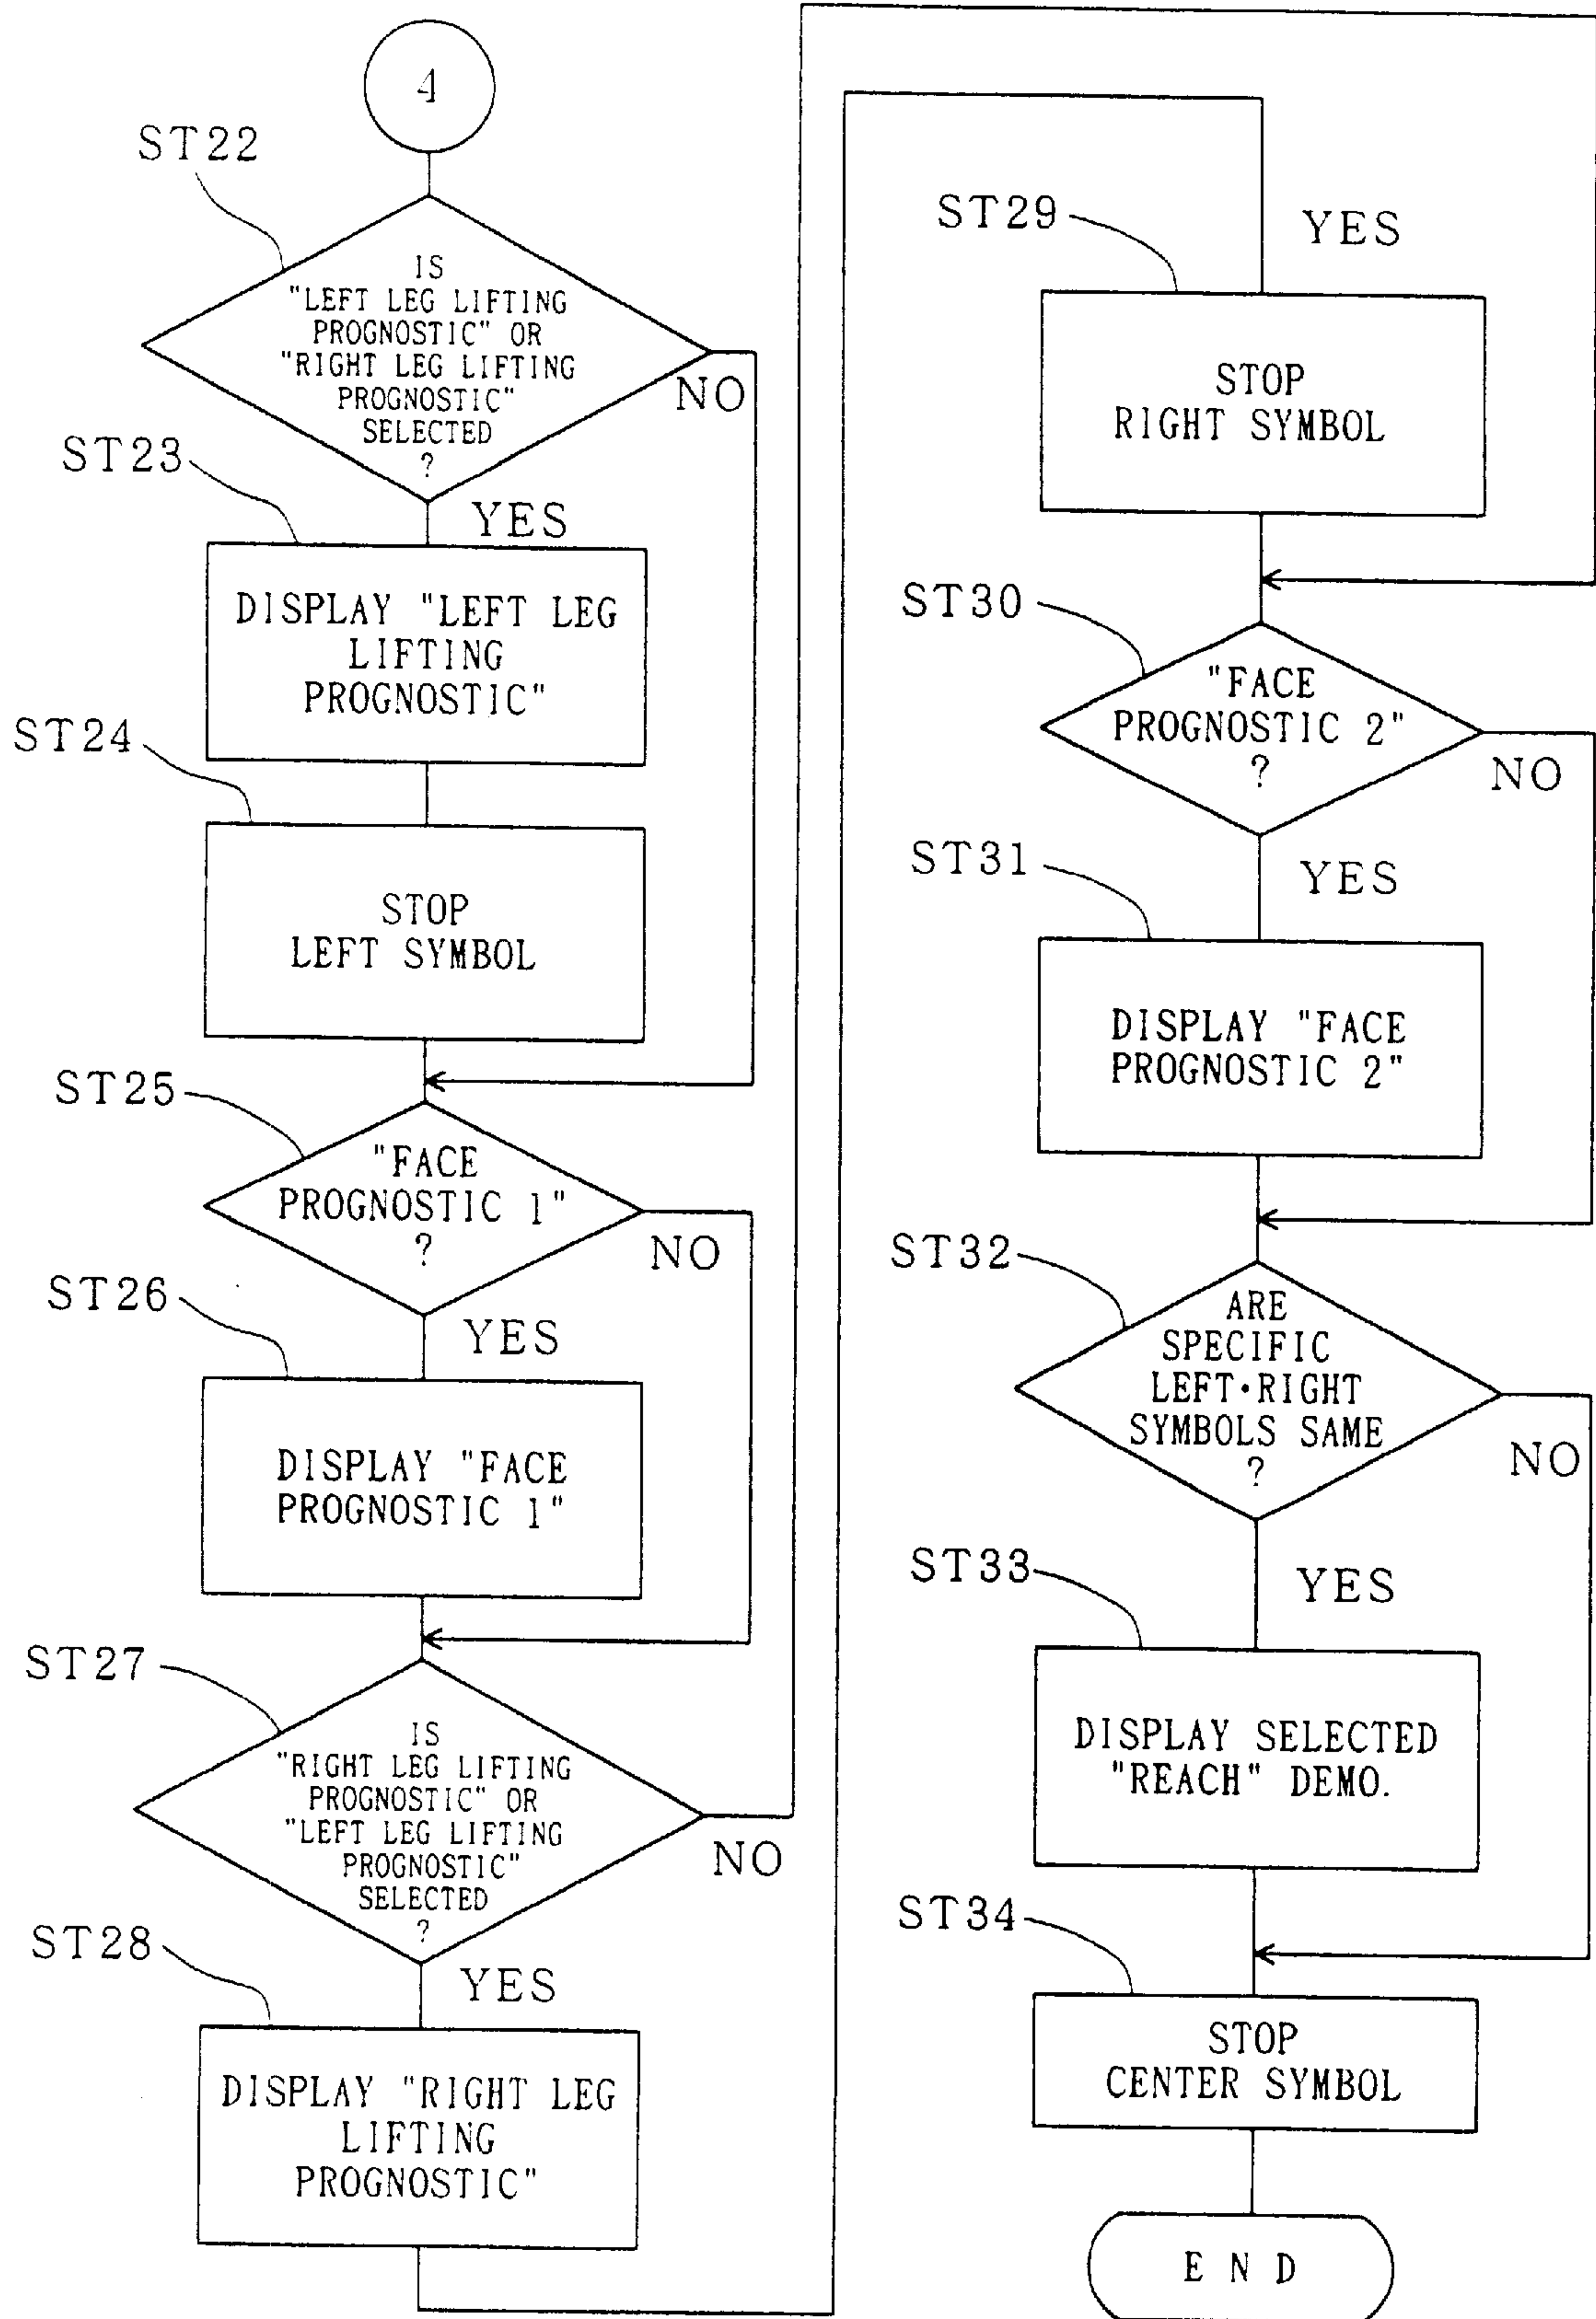 4
ST22
IS
"LEFT LEG LIFTING
PROGNOSTIC" OR
"RIGHT LEG LIFTING
PROGNOSTIC"
SELECTED
?
NO
YES
ST23
DISPLAY "LEFT LEG
LIFTING
PROGNOSTIC"
ST24
STOP
LEFT SYMBOL
ST25
"FACE
PROGNOSTIC 1"
?
NO
YES
ST26
DISPLAY "FACE
PROGNOSTIC 1"
ST27
IS
"RIGHT LEG LIFTING
PROGNOSTIC" OR
"LEFT LEG LIFTING
PROGNOSTIC"
SELECTED
?
NO
YES
ST28
DISPLAY "RIGHT LEG
LIFTING
PROGNOSTIC"
YES
ST29
STOP
RIGHT SYMBOL
ST30
"FACE
PROGNOSTIC 2"
?
NO
YES
ST31
DISPLAY "FACE
PROGNOSTIC 2"
ST32
ARE
SPECIFIC
LEFT·RIGHT
SYMBOLS SAME
?
NO
YES
ST33
DISPLAY SELECTED
"REACH" DEMO.
ST34
STOP
CENTER SYMBOL
END